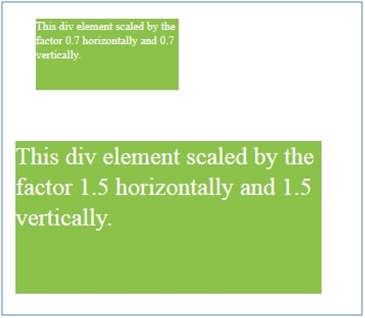 This div element scaled by the
factor 0.7 horizontally and 0.7
vertically.
This div element scaled by the
factor 1.5 horizontally and 1.5
vertically.